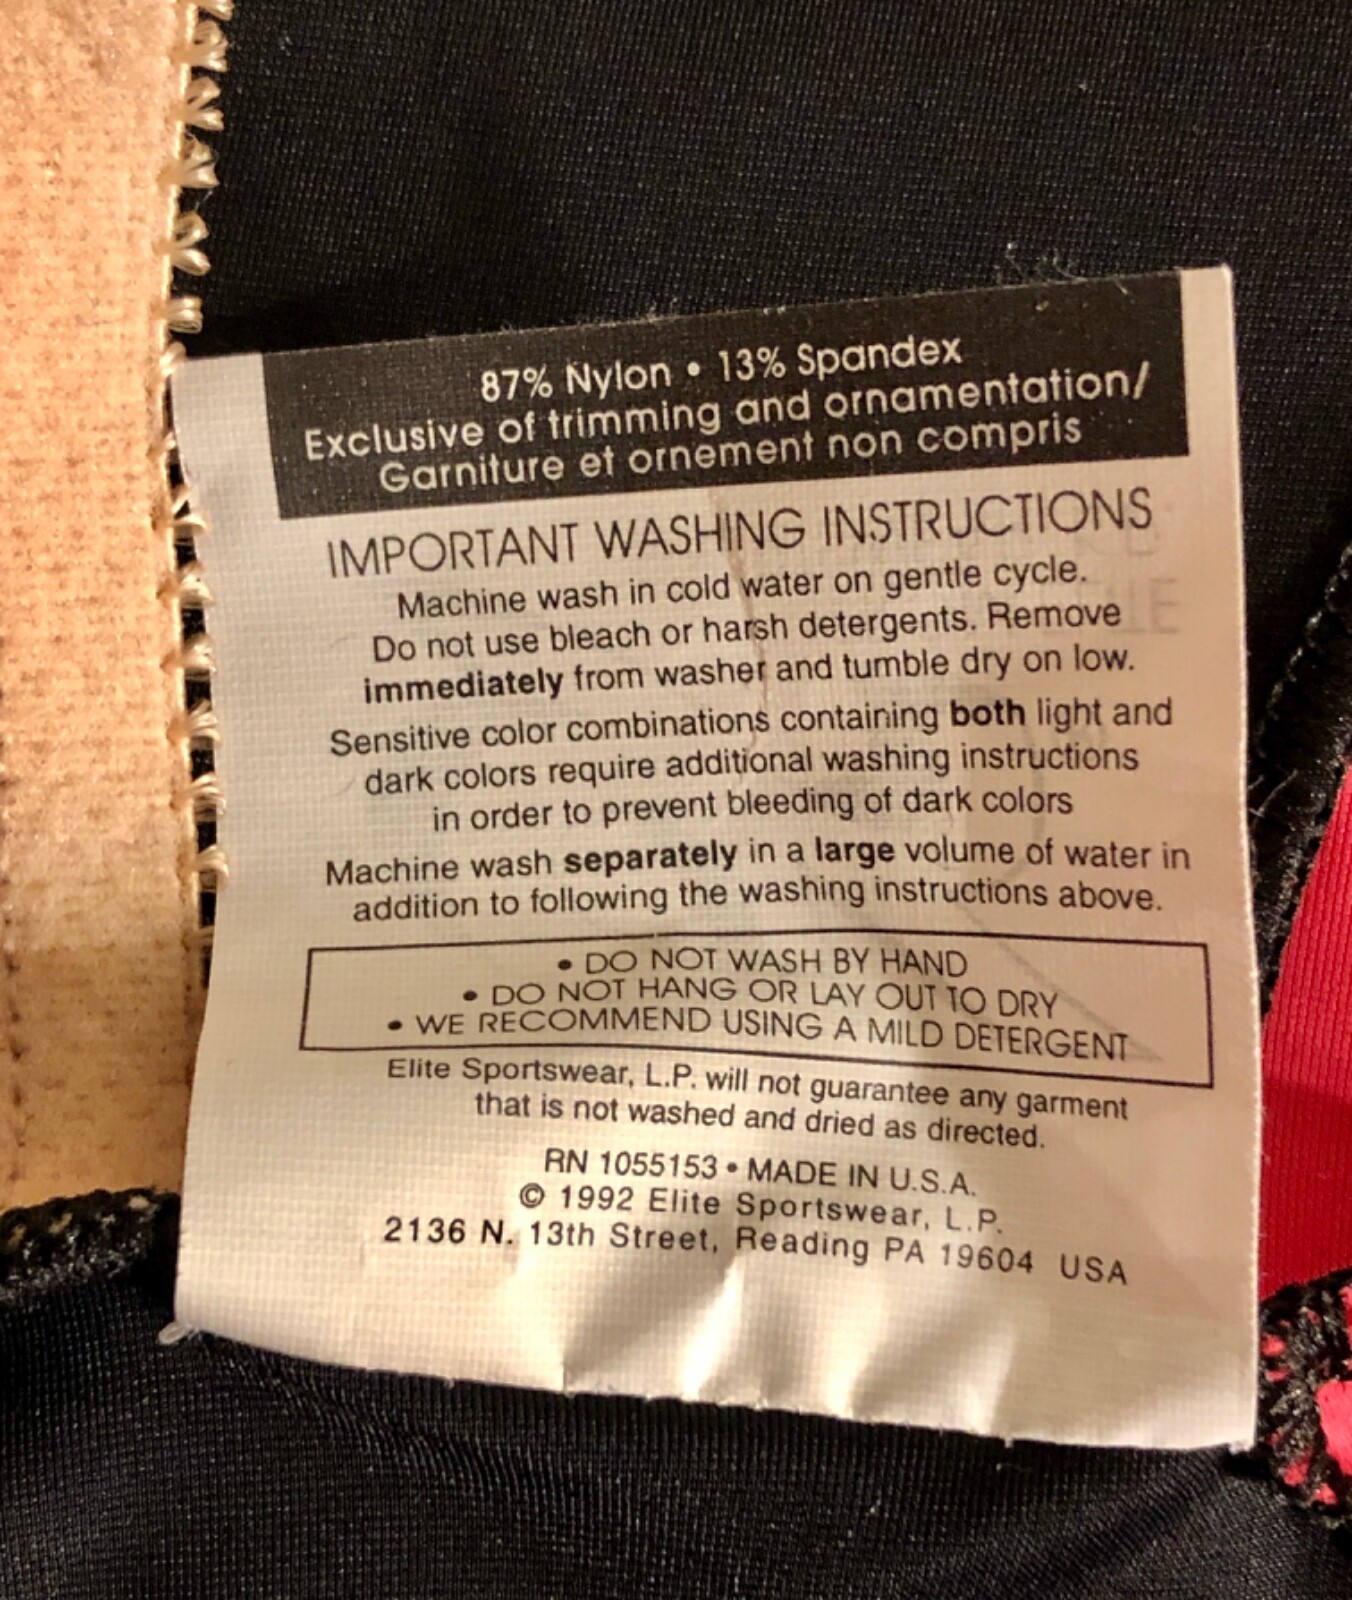 87% Nylon • 13% Spandex
Exclusive of trimming and ornamentation/
Garniture et ornement non compris
IMPORTANT WASHING INSTRUCTIONS
Machine wash in cold water on gentle cycle.
Do not use bleach or harsh detergents. Remove
immediately from washer and tumble dry on low.
Sensitive color combinations containing both light and
dark colors require additional washing instructions
in order to prevent bleeding of dark colors
Machine wash separately in a large volume of water in
addition to following the washing instructions above.
• DO NOT WASH BY HAND
• DO NOT HANG OR LAY OUT TO DRY
• WE RECOMMEND USING A MILD DETERGENT
Elite Sportswear, L.P. will not guarantee any garment
that is not washed and dried as directed.
RN 1055153 • MADE IN U.S.A.
© 1992 Elite Sportswear, L.P.
2136 N. 13th Street, Reading PA 19604 USA